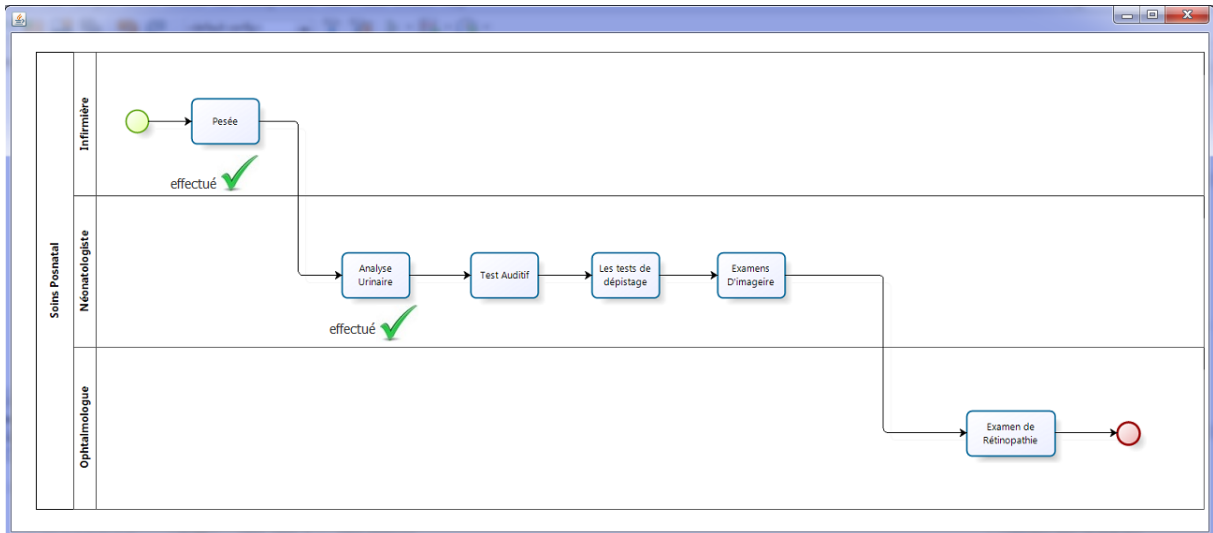 Soins Posnatal
Infirmière
Pesée
effectué
Néonatologiste
Analyse
Urinaire
Test Auditif
Les tests de
dépistage
Examens
D'imageire
effectué
Ophtalmologue
Examen de
Rétinopathie